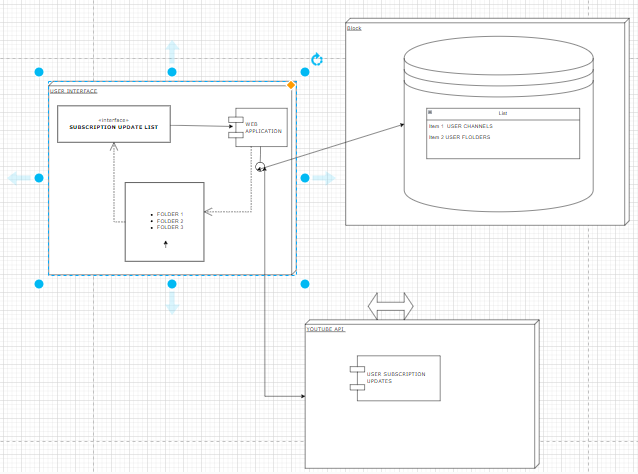 Block
USER INTERFACE
«interface»
SUBSCRIPTION UPDATE LIST
WEB
APPLICATION
List
Item 1 USER CHANNELS
Item 2 USER FLOLDERS
FOLDER 1
FOLDER 2
FOLDER 3
YOUTUBE API
USER SUBSCRIPTION
UPDATES